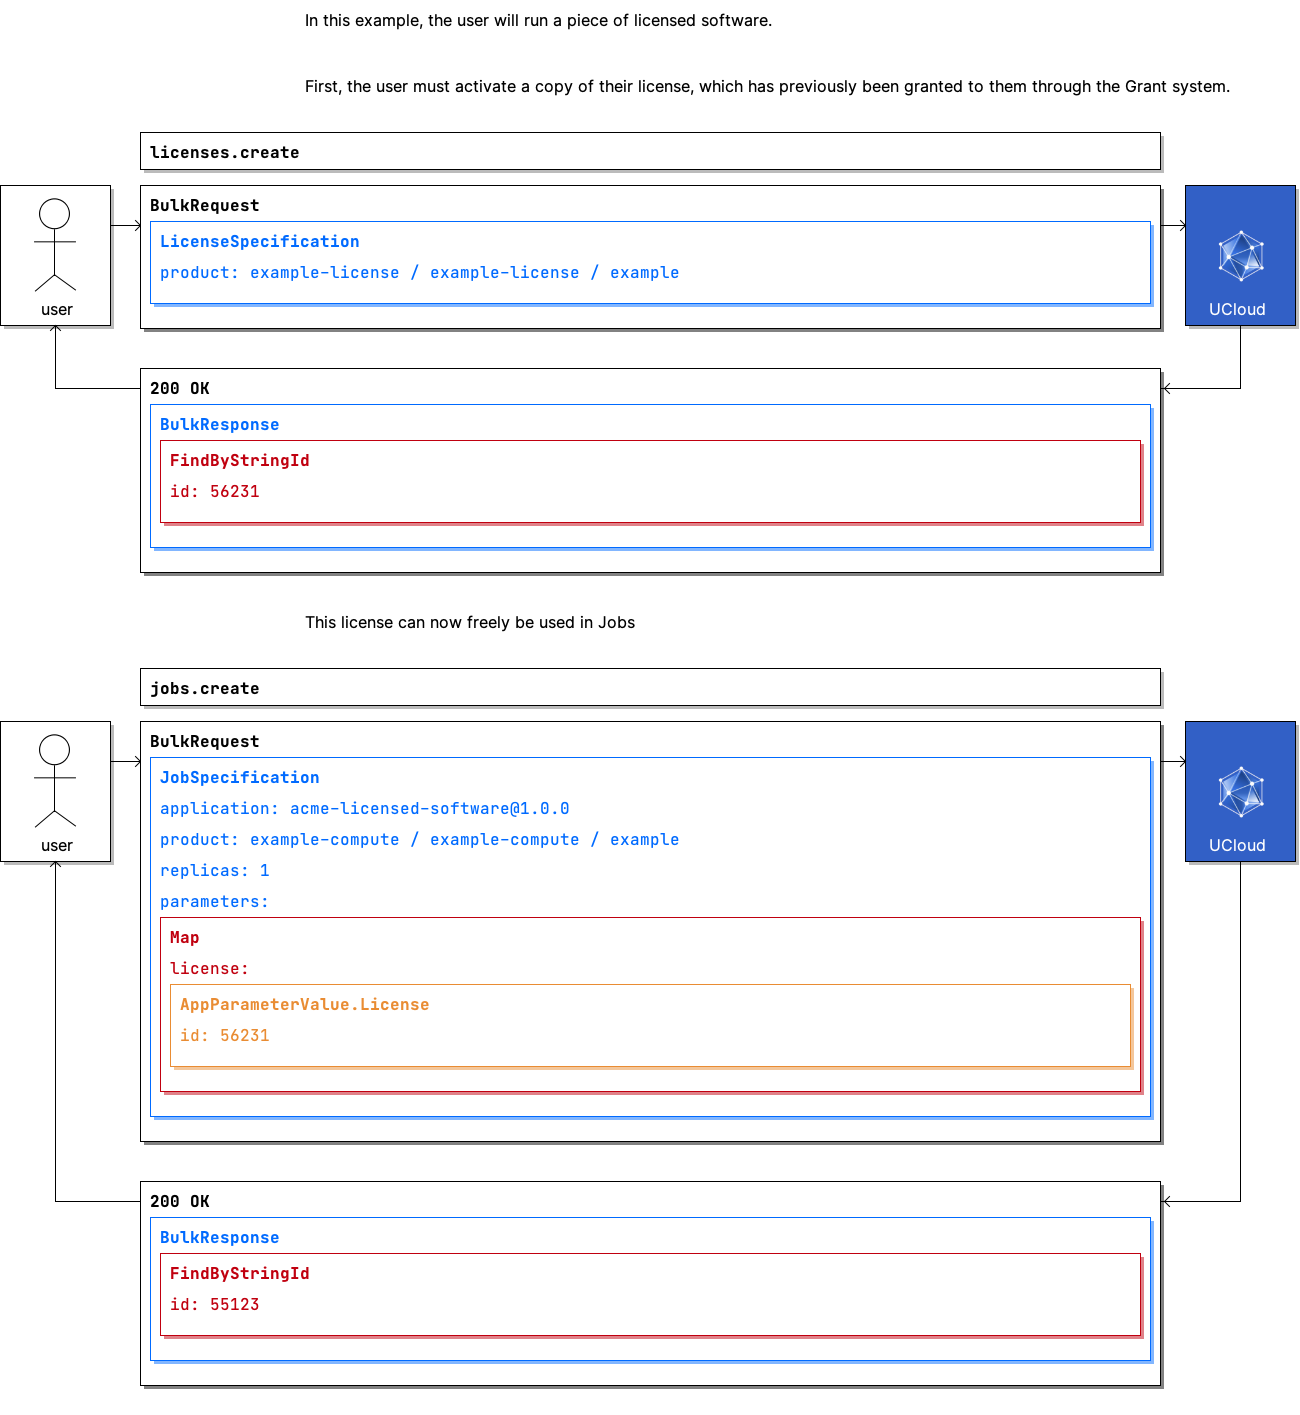 In this example, the user will run a piece of licensed software.
First, the user must activate a copy of their license, which has previously been granted to them through the Grant system.
licenses.create
BulkRequest
LicenseSpecification
product: example-license / example-license / example
user
UCloud
200 OK
BulkResponse
FindByStringId
id: 56231
This license can now freely be used in Jobs
jobs.create
BulkRequest
JobSpecification
application: acme-licensed-software@1.0.0
product: example-compute / example-compute / example
user
UCloud
replicas: 1
parameters:
Map
license:
AppParameterValue.License
id: 56231
200 OK
BulkResponse
FindByStringId
id: 55123